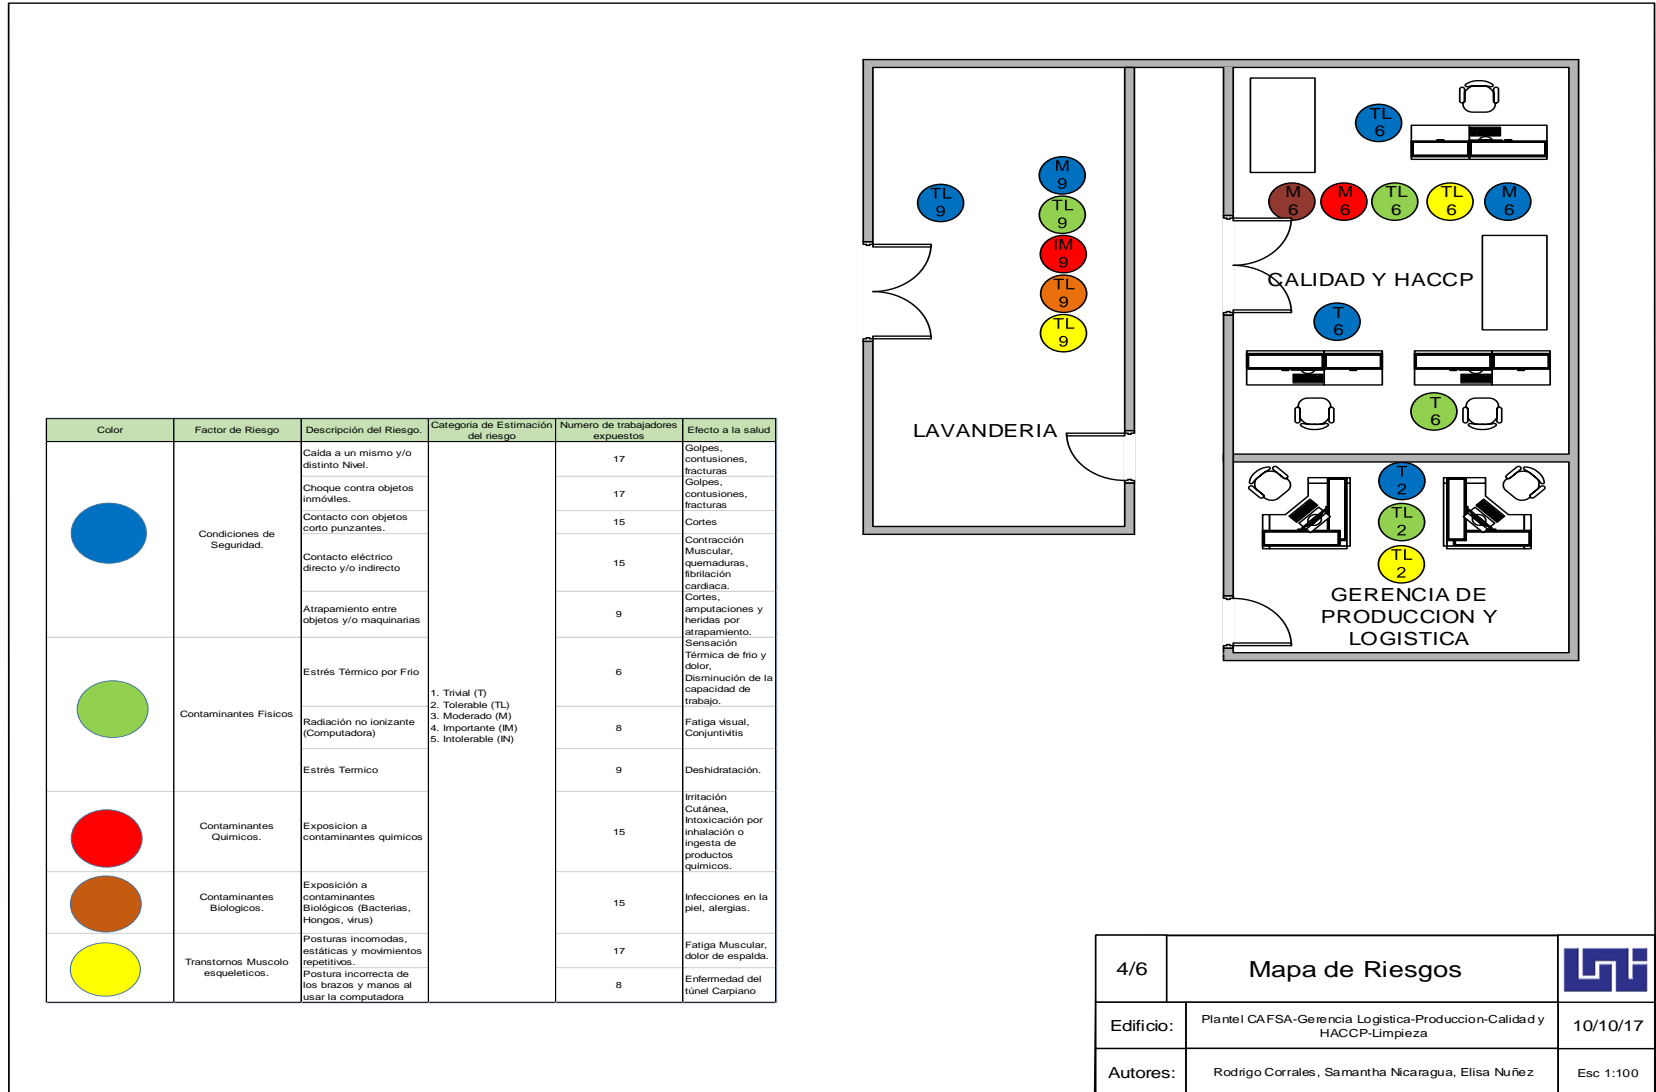 TL
9
M
9
TL
9
IM
9
TL
9
TL
9
LAVANDERIA
TL
6
M
6
M
6
TL
6
TL
6
M
6
CALIDAD Y HACCP
T
6
T
6
T
2
TL
2
TL
2
GERENCIA DE
PRODUCCION Y
LOGISTICA
Color
Factor de Riesgo
Descripción del Riesgo.
Categoria de Estimación
del riesgo
Numero de trabajadores
expuestos
Efecto a la salud
Condiciones de
Seguridad.
Caída a un mismo y/o
distinto Nivel.
17
Golpes,
contusiones,
fracturas
Choque contra objetos
inmóviles.
17
Golpes,
contusiones,
fracturas
Contacto con objetos
corto punzantes.
15
Cortes
Contacto eléctrico
directo y/o indirecto
15
Contracción
Muscular,
quemaduras,
fibrilación
cardiaca.
Atrapamiento entre
objetos y/o maquinarias
9
Cortes,
amputaciones y
heridas por
atrapamiento.
Contaminantes Fisicos
Estrés Térmico por Frio
6
Sensación
Térmica de frio y
dolor,
Disminución de la
capacidad de
trabajo.
1. Trivial (T)
2. Tolerable (TL)
3. Moderado (M)
4. Importante (IM)
5. Intolerable (IN)
Radiación no ionizante
(Computadora)
8
Fatiga visual,
Conjuntivitis
Estrés Termico
9
Deshidratación.
Contaminantes
Quimicos.
Exposicion a
contaminantes quimicos
15
Irritación
Cutánea,
Intoxicación por
inhalación o
ingesta de
productos
químicos.
Contaminantes
Biologicos.
Exposición a
contaminantes
Biológicos (Bacterias,
Hongos, virus)
15
Infecciones en la
piel, alergias.
Transtornos Muscolo
esqueleticos.
Posturas incomodas,
estáticas y movimientos
repetitivos.
17
Fatiga Muscular,
dolor de espalda.
Postura incorrecta de
los brazos y manos al
usar la computadora
8
Enfermedad del
túnel Carpiano
4/6
Mapa de Riesgos
UNI
Edificio:
Plantel CAFSA-Gerencia Logistica-Produccion-Calidad y
HACCP-Limpieza
10/10/17
Autores:
Rodrigo Corrales, Samantha Nicaragua, Elisa Nuñez
Esc 1:100